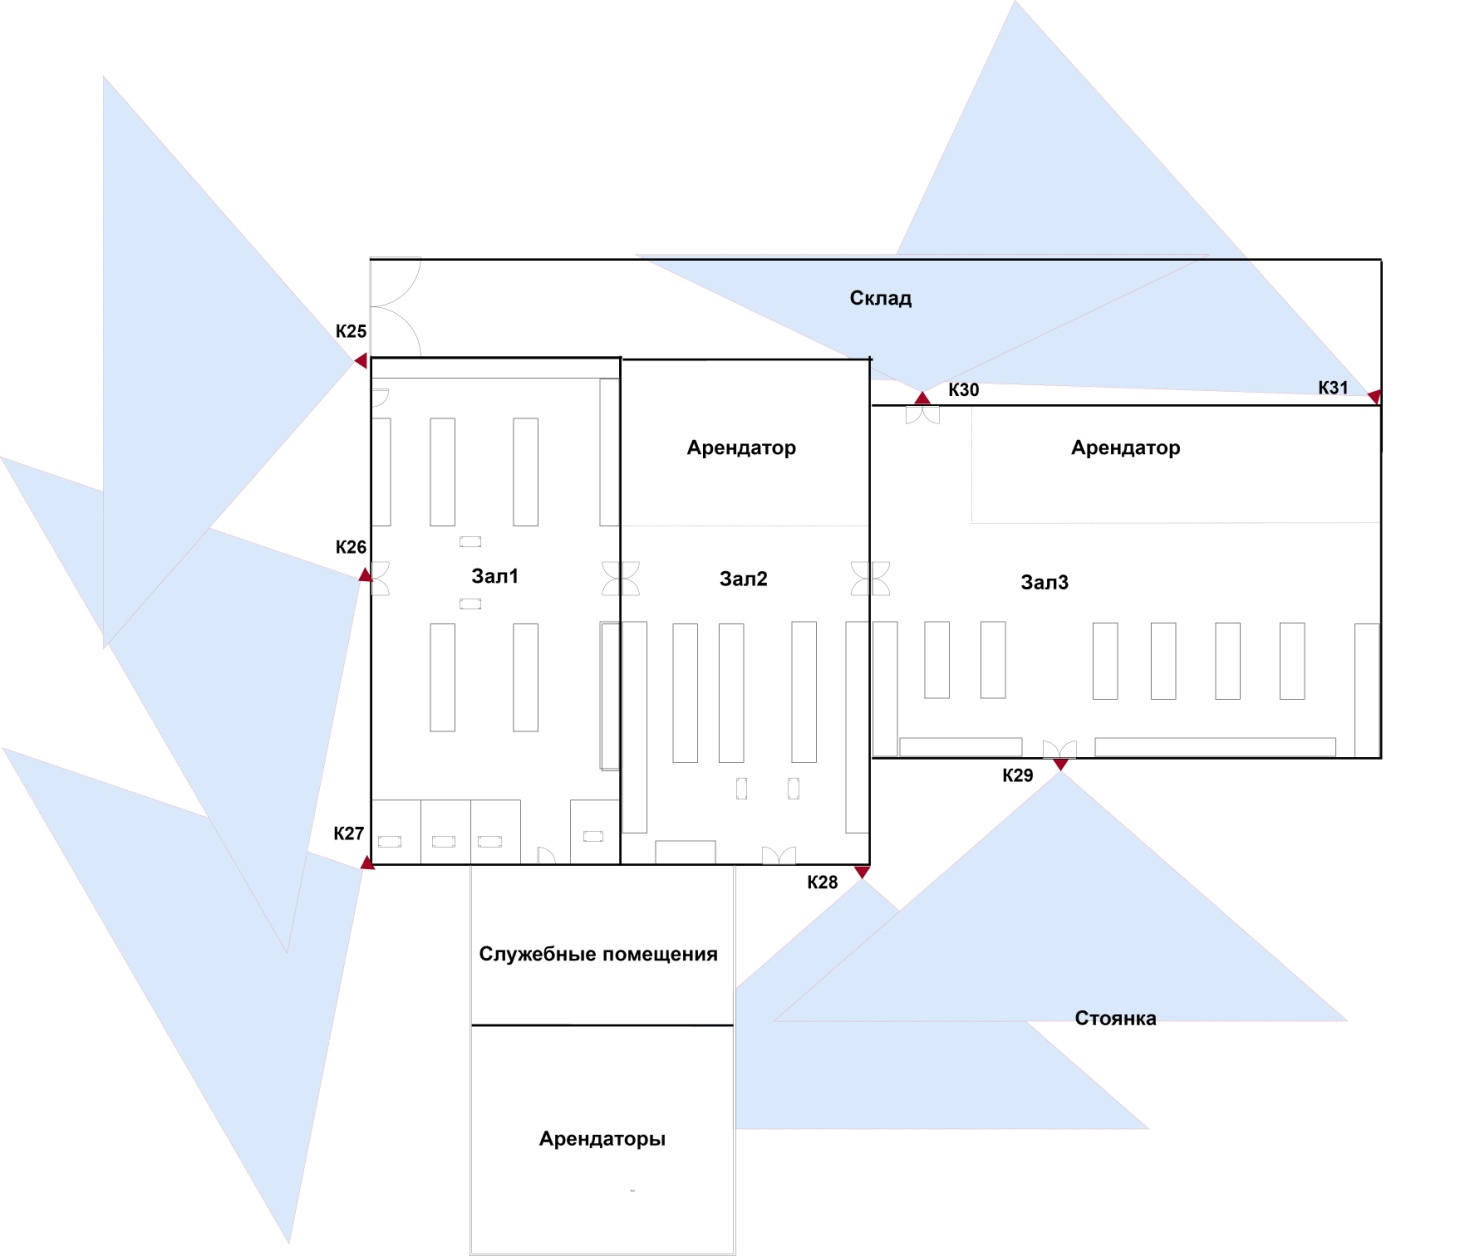 Склад
К25
К30
К31
Арендатор
Арендатор
К26
Зал1
Зал2
Зал3
К29
К27
К28
Служебные помещения
Стоянка
Арендаторы